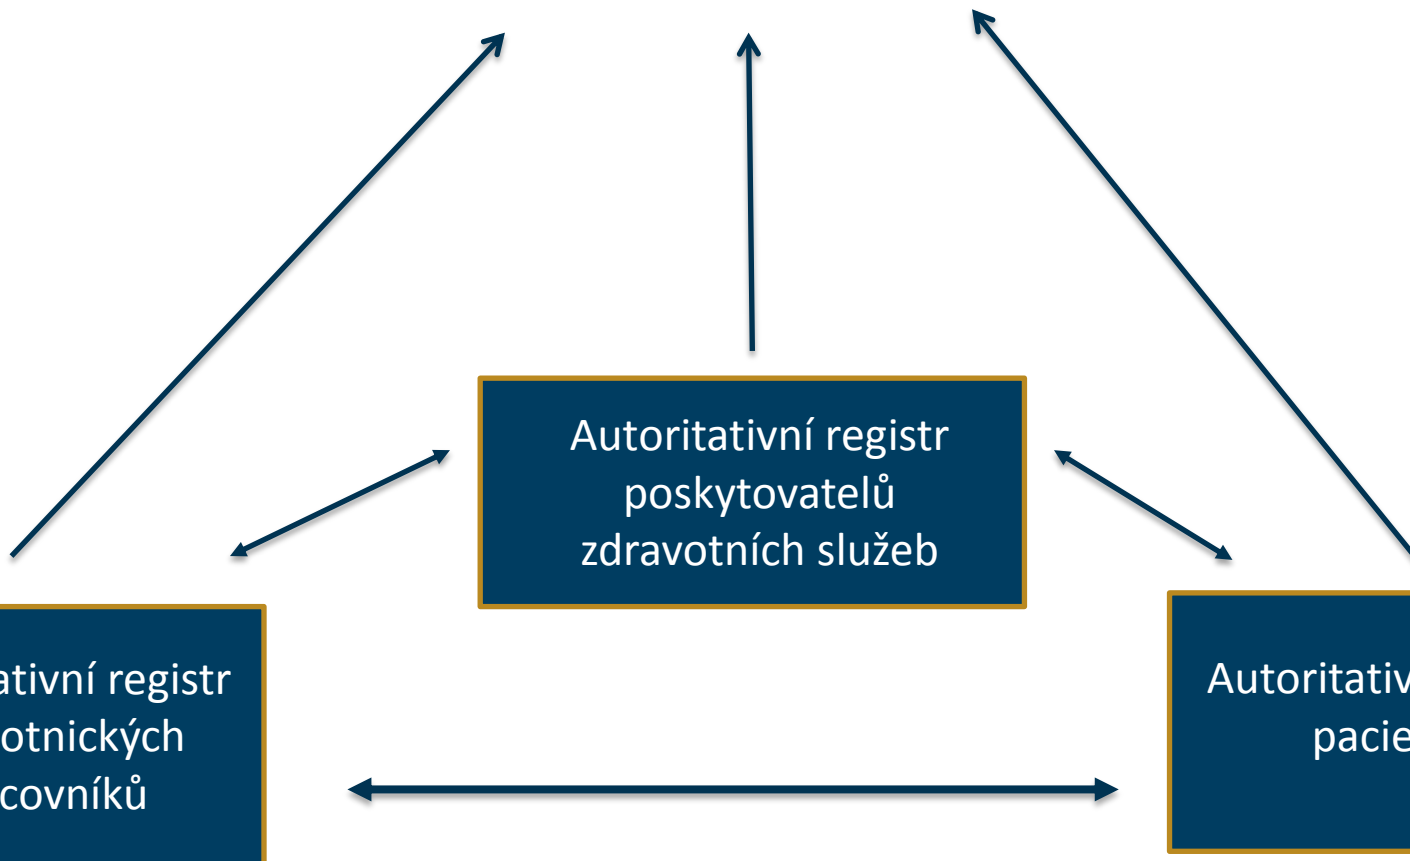 Autoritativní registr
poskytovatelů
zdravotních služeb
ativní registr
otnických
covníků
Autoritativ
pacie